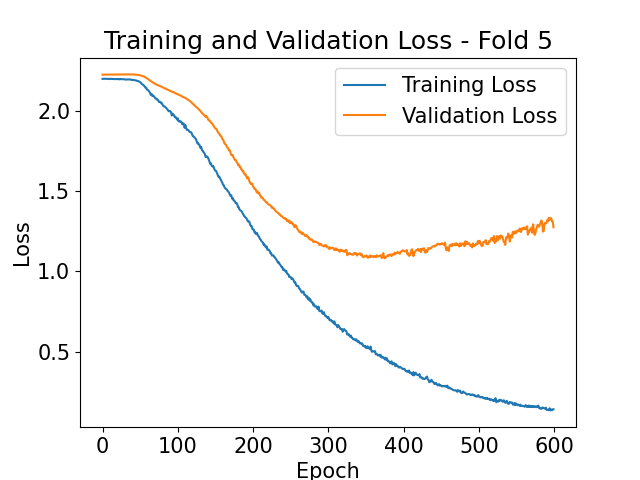 Training and Validation Loss - Fold 5
Training Loss
Validation Loss
Loss
2.0
1.5
1.0
0.5
0 100 200 300 400 500 600
Epoch